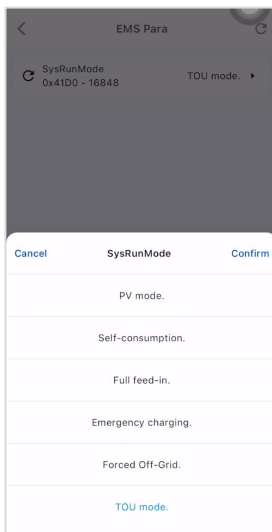 EMS Para
SysRunMode
0x41D0 - 16848
TOU mode.
Cancel
SysRunMode
Confirm
PV mode.
Self-consumption.
Full feed-in.
Emergency charging.
Forced Off-Grid.
TOU mode.